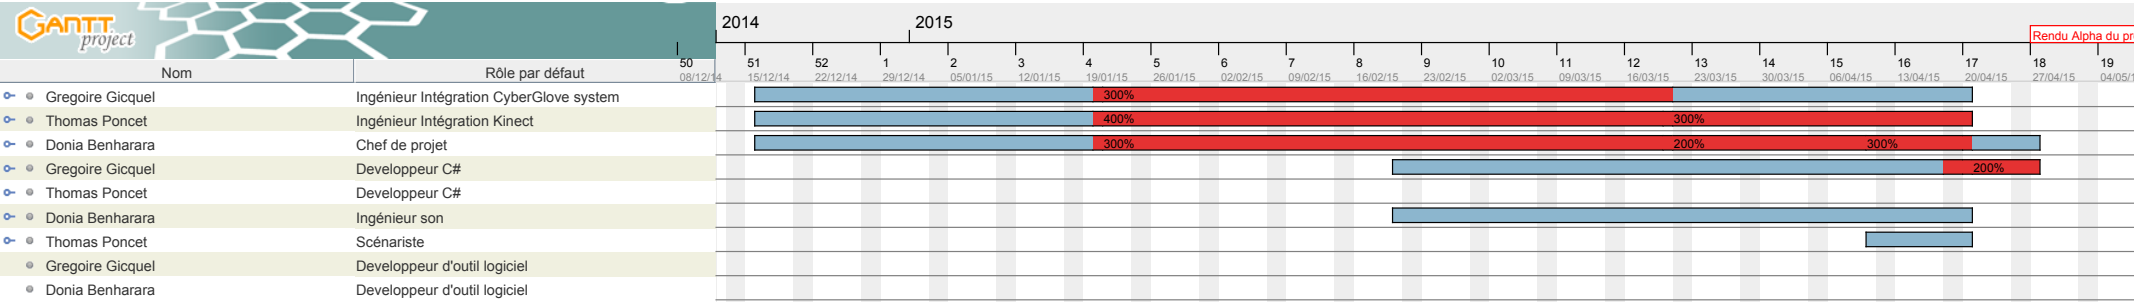 GANTT
project
2014 2015
Rendu Alpha du pr
50 51 52 1 2 3 4 5 6 7 8 9 10 11 12 13 14 15 16 17 18 19
Nom Rôle par défaut 08/12/14 15/12/14 22/12/14 29/12/14 05/01/15 12/01/15 19/01/15 26/01/15 02/02/15 09/02/15 16/02/15 23/02/15 02/03/15 09/03/15 16/03/15 23/03/15 30/03/15 06/04/15 13/04/15 20/04/15 27/04/15 04/05/1
Gregoire Gicquel Ingénieur Intégration CyberGlove system 300%
Thomas Poncet Ingénieur Intégration Kinect 400% 300%
Donia Benharara Chef de projet 300% 200% 300%
Gregoire Gicquel Developpeur C# 200%
Thomas Poncet Developpeur C#
Donia Benharara Ingénieur son
Thomas Poncet Scénariste
Gregoire Gicquel Developpeur d'outil logiciel
Donia Benharara Developpeur d'outil logiciel